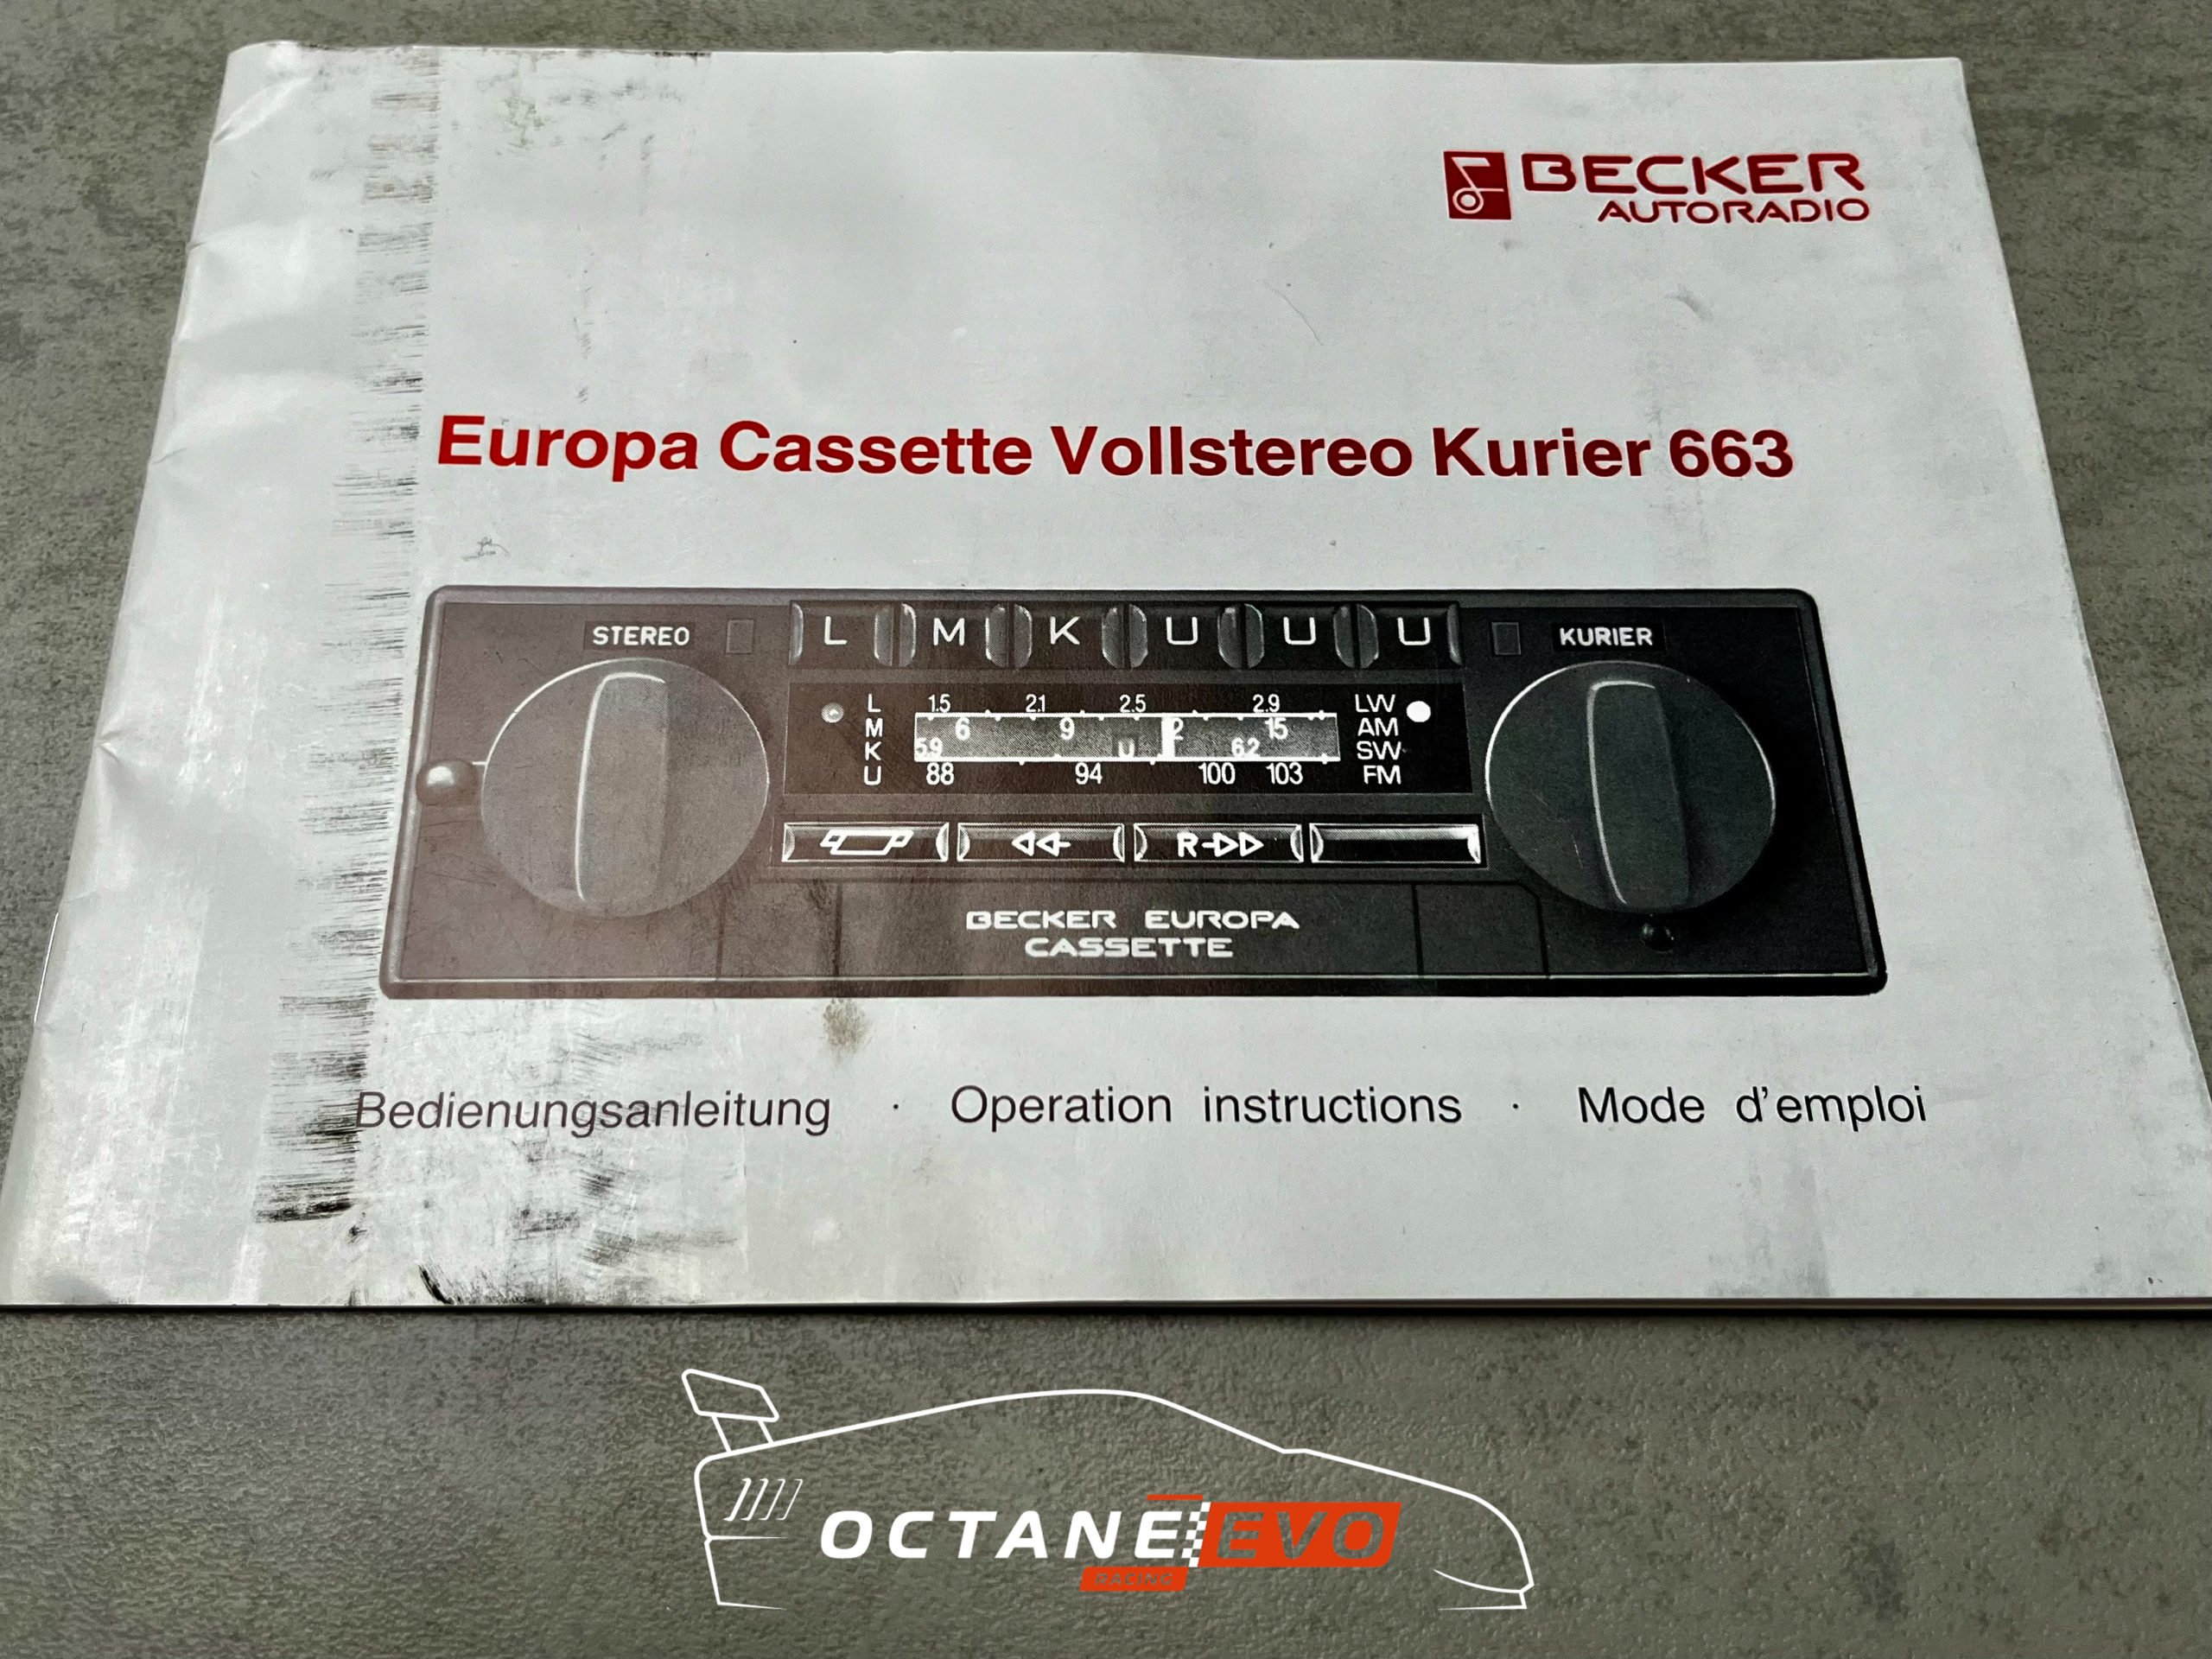 BECKER
AUTORADIO
Europa Cassette Vollstereo Kurier 663
STEREO L M K U U U KURIER
L 1.5 2.1 2.5 2.9 LW
M 6 9 2 15 AM
K 5.9 U 6.2 SW
U 88 94 100 103 FM
R
BECKER EUROPA
CASSETTE
Bedienungsanleitung · Operation instructions · Mode d'emploi
OCTANE EVO
RACING